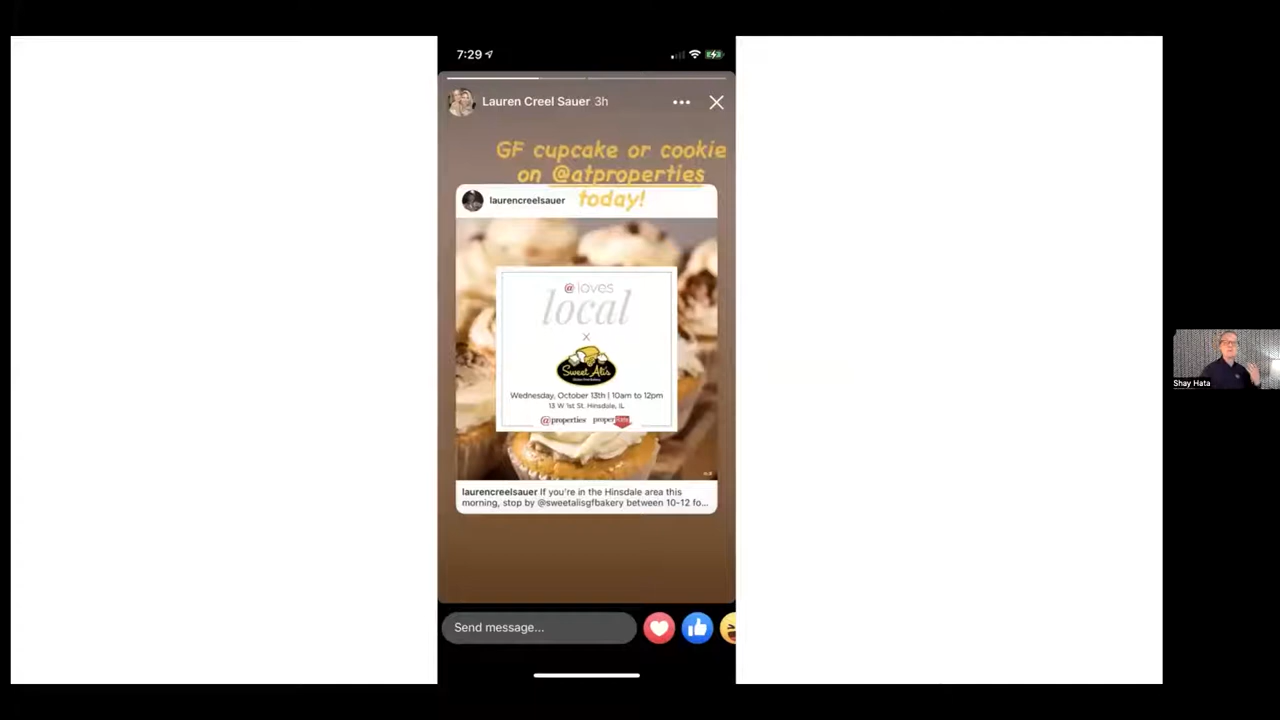 7:29
Lauren Creel Sauer 3h
GF cupcake or cookie
on @atproperties
today!
laurencreelsauer
@ loves
local
x
Sweet Ali's
Wednesday, October 13th | 10am to 12pm
13 W 1st St. Hinsdale, IL
@properties
laurencreelsauer If you're in the Hinsdale area this
morning, stop by @sweetalisgfbakery between 10-12 fo...
Send message...
Shay Hata